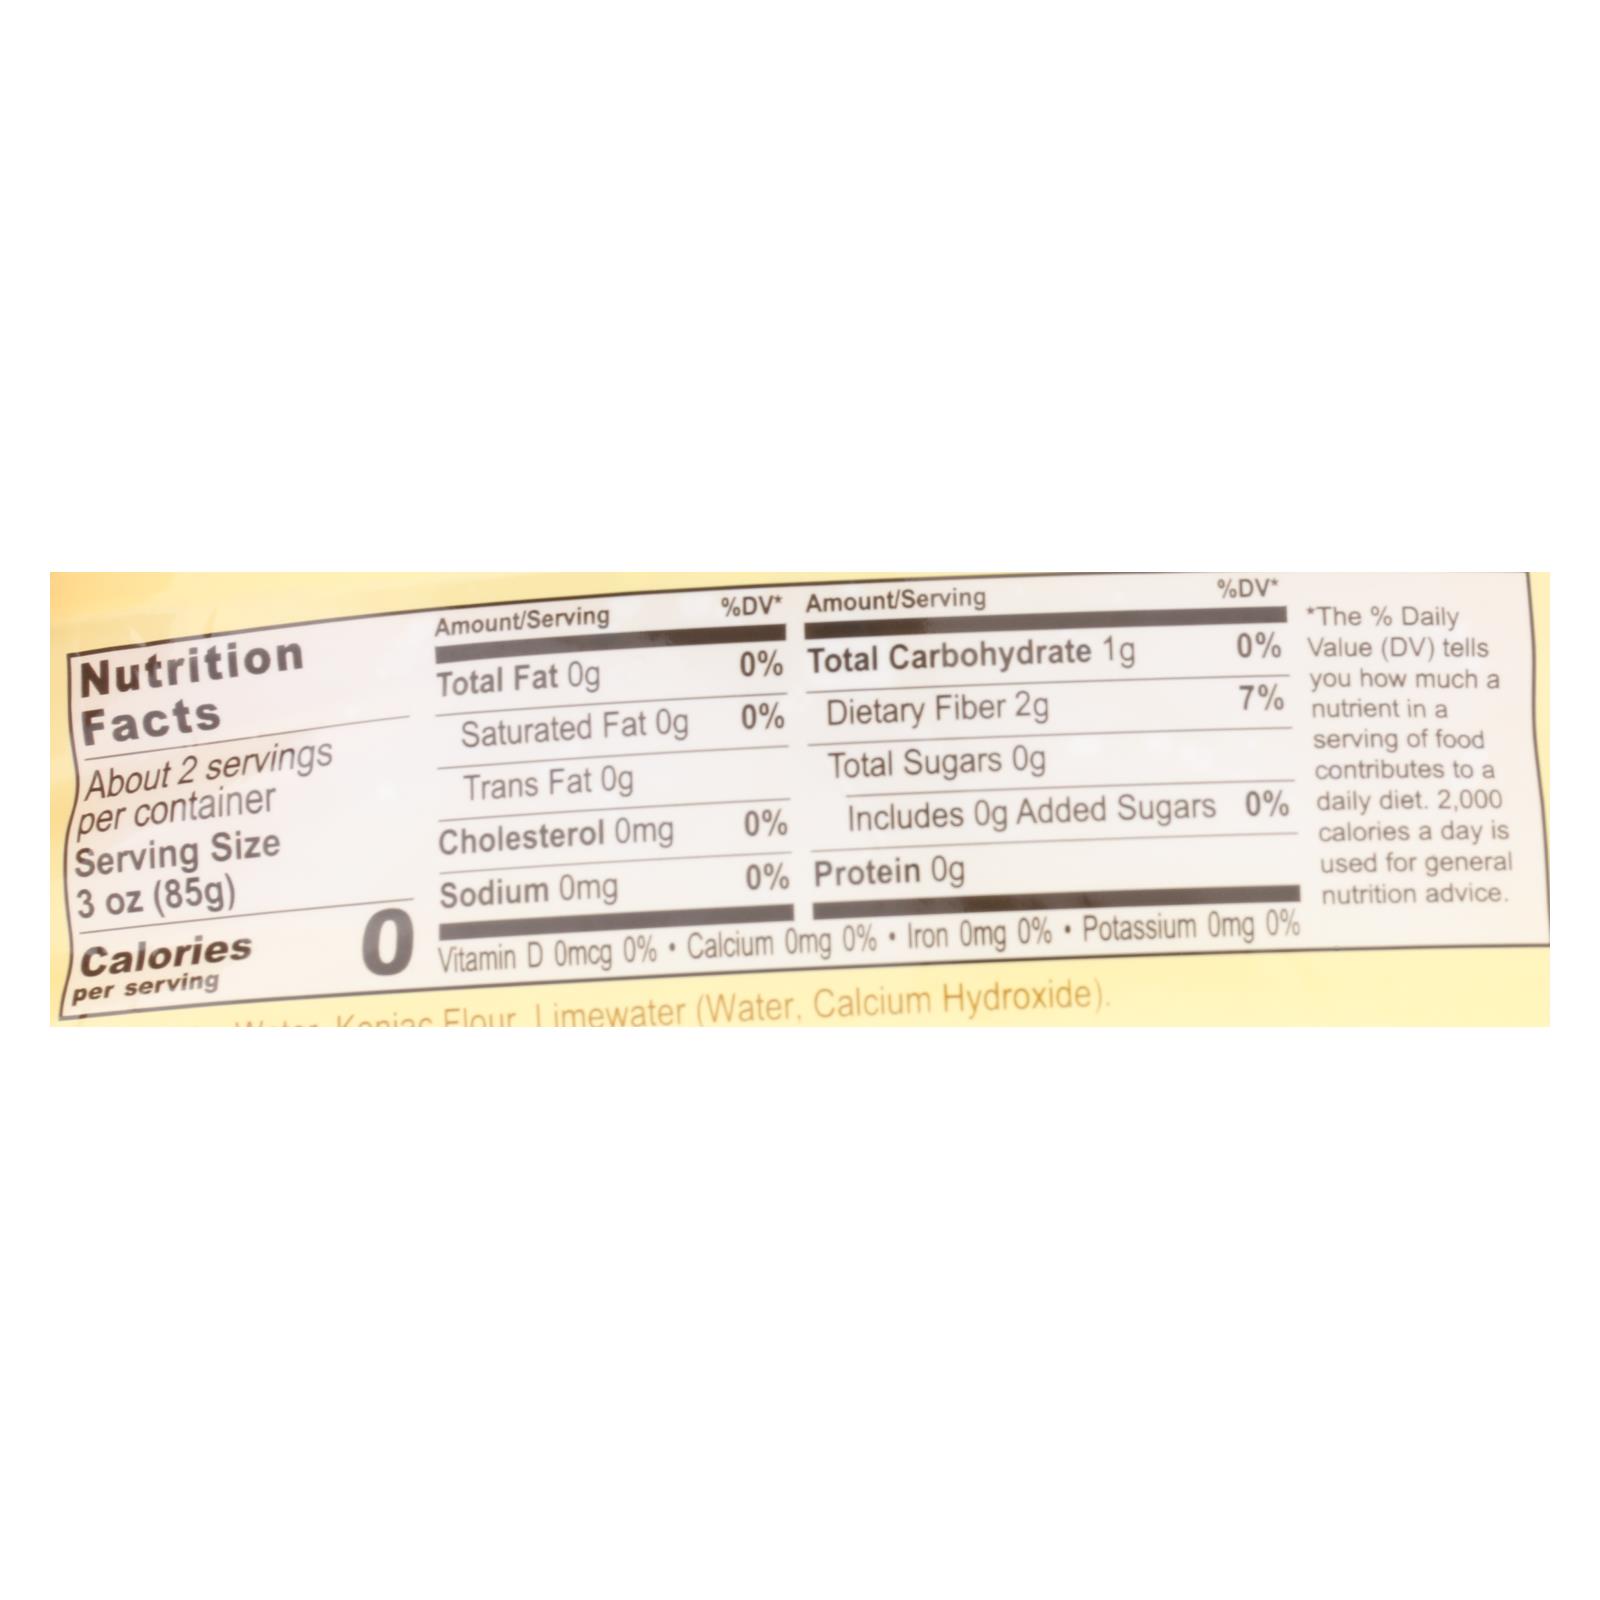 Nutrition
Facts
About 2 servings
per container
Serving Size
3 oz (85g)
Calories 0
per serving
Amount/Serving %DV*
Total Fat 0g 0%
Saturated Fat 0g 0%
Trans Fat 0g
Cholesterol 0mg 0%
Sodium 0mg 0%
Amount/Serving %DV*
Total Carbohydrate 1g 0%
Dietary Fiber 2g 7%
Total Sugars 0g
Includes 0g Added Sugars 0%
Protein 0g
Vitamin D 0mcg 0% • Calcium 0mg 0% • Iron 0mg 0% • Potassium 0mg 0%
*The % Daily
Value (DV) tells
you how much a
nutrient in a
serving of food
contributes to a
daily diet. 2,000
calories a day is
used for general
nutrition advice.
Water, Konjac Flour, Limewater (Water, Calcium Hydroxide).